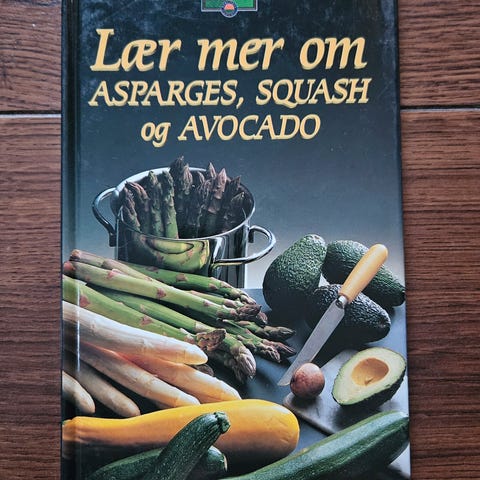 Lær mer om
ASPARGES, SQUASH
og AVOCADO